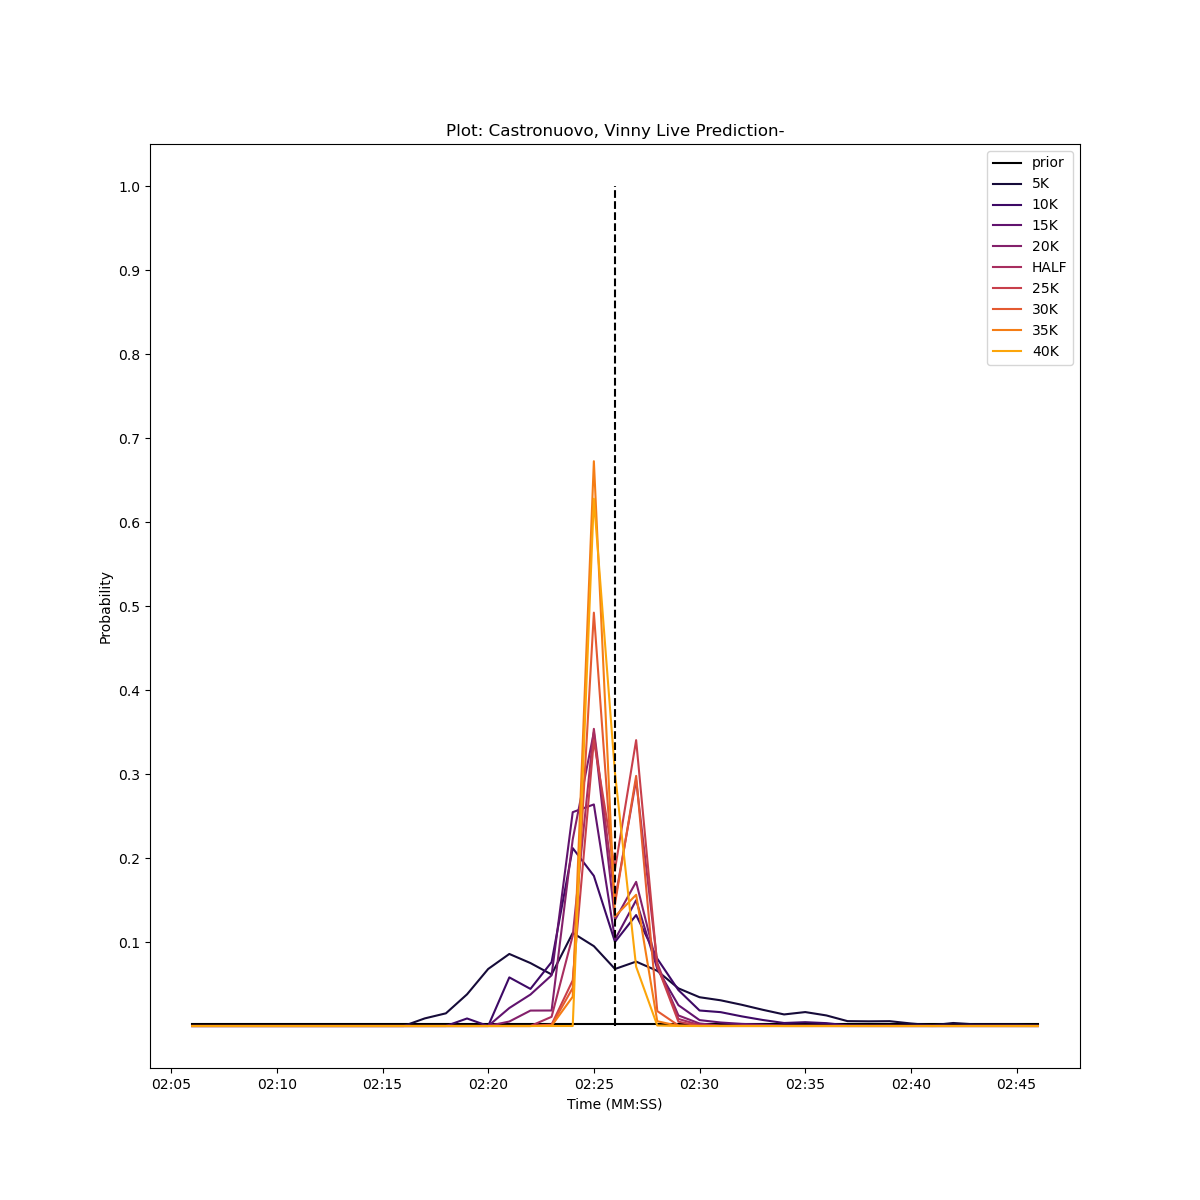 Plot: Castronuovo, Vinny Live Prediction-
prior
5K
10K
15K
20K
HALF
25K
30K
35K
40K
1.0
0.9
0.8
0.7
0.6
0.5
0.4
0.3
0.2
0.1
Probability
02:05 02:10 02:15 02:20 02:25 02:30 02:35 02:40 02:45
Time (MM:SS)